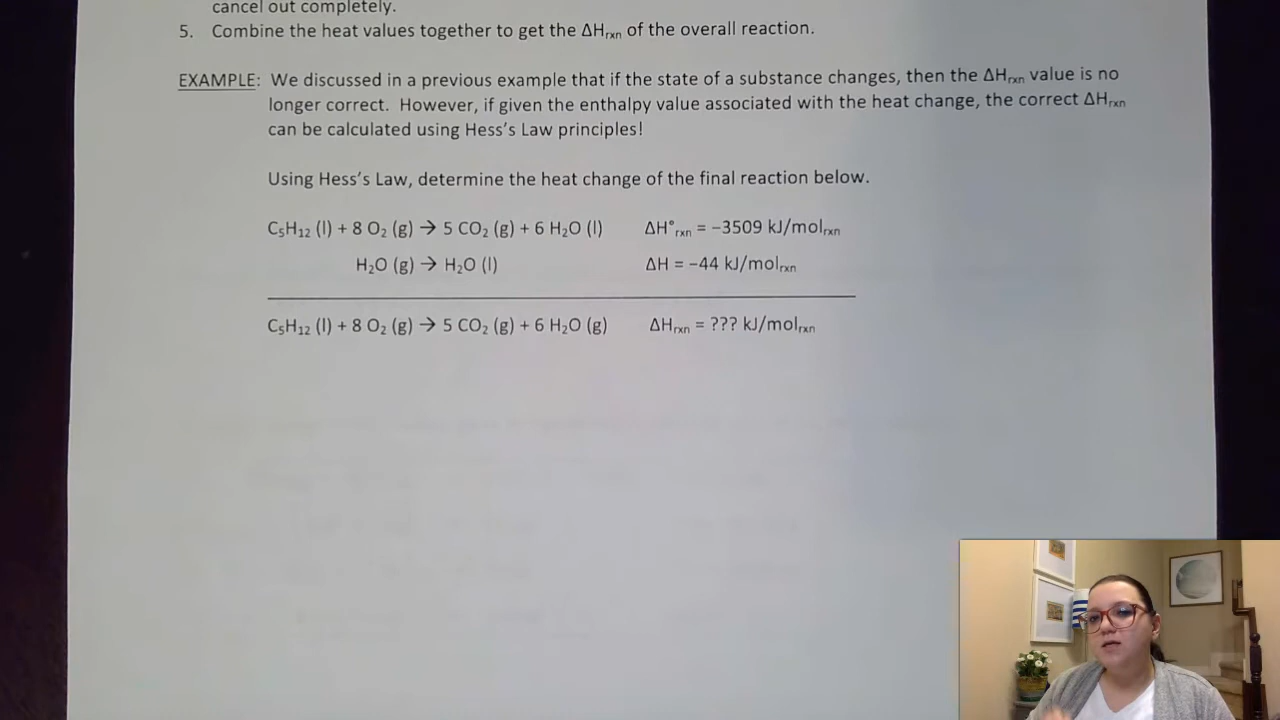 cancel out completely.
5. Combine the heat values together to get the ΔHrxn of the overall reaction.
EXAMPLE: We discussed in a previous example that if the state of a substance changes, then the ΔHrxn value is no
longer correct. However, if given the enthalpy value associated with the heat change, the correct ΔHrxn
can be calculated using Hess's Law principles!
Using Hess's Law, determine the heat change of the final reaction below.
C₅H₁₂ (l) + 8 O₂ (g) → 5 CO₂ (g) + 6 H₂O (l) ΔH°rxn = −3509 kJ/molrxn
H₂O (g) → H₂O (l) ΔH = −44 kJ/molrxn
C₅H₁₂ (l) + 8 O₂ (g) → 5 CO₂ (g) + 6 H₂O (g) ΔHrxn = ??? kJ/molrxn